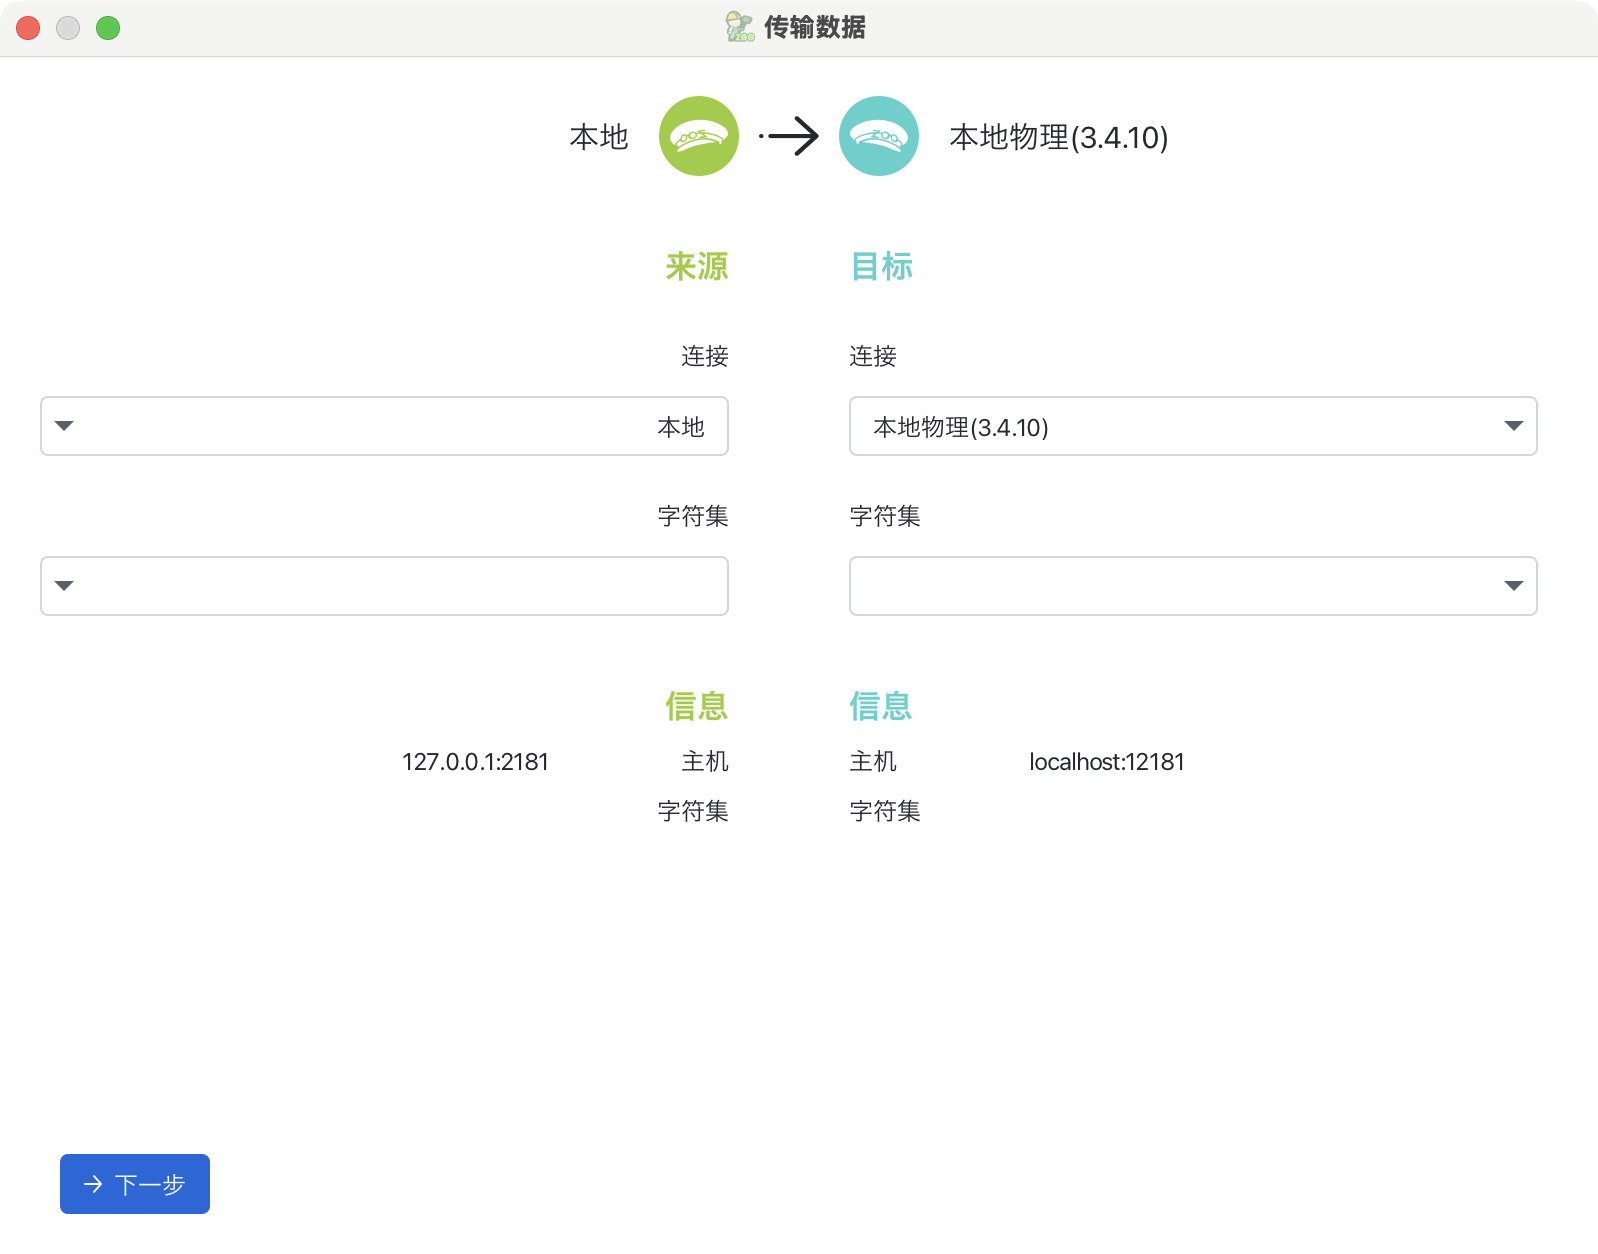 传输数据
本地
本地物理(3.4.10)
来源
目标
连接
连接
本地
本地物理(3.4.10)
字符集
字符集
信息
信息
127.0.0.1:2181
主机
主机
localhost:12181
字符集
字符集
下一步